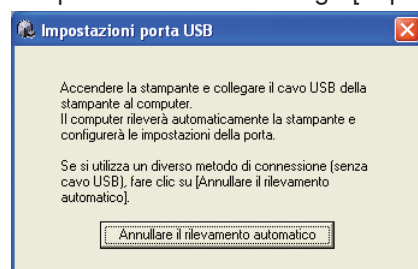 Impostazioni porta USB
Accendere la stampante e collegare il cavo USB della
stampante al computer.
Il computer rileverà automaticamente la stampante e
configurerà le impostazioni della porta.
Se si utilizza un diverso metodo di connessione (senza
cavo USB), fare clic su [Annullare il rilevamento
automatico].
Annullare il rilevamento automatico